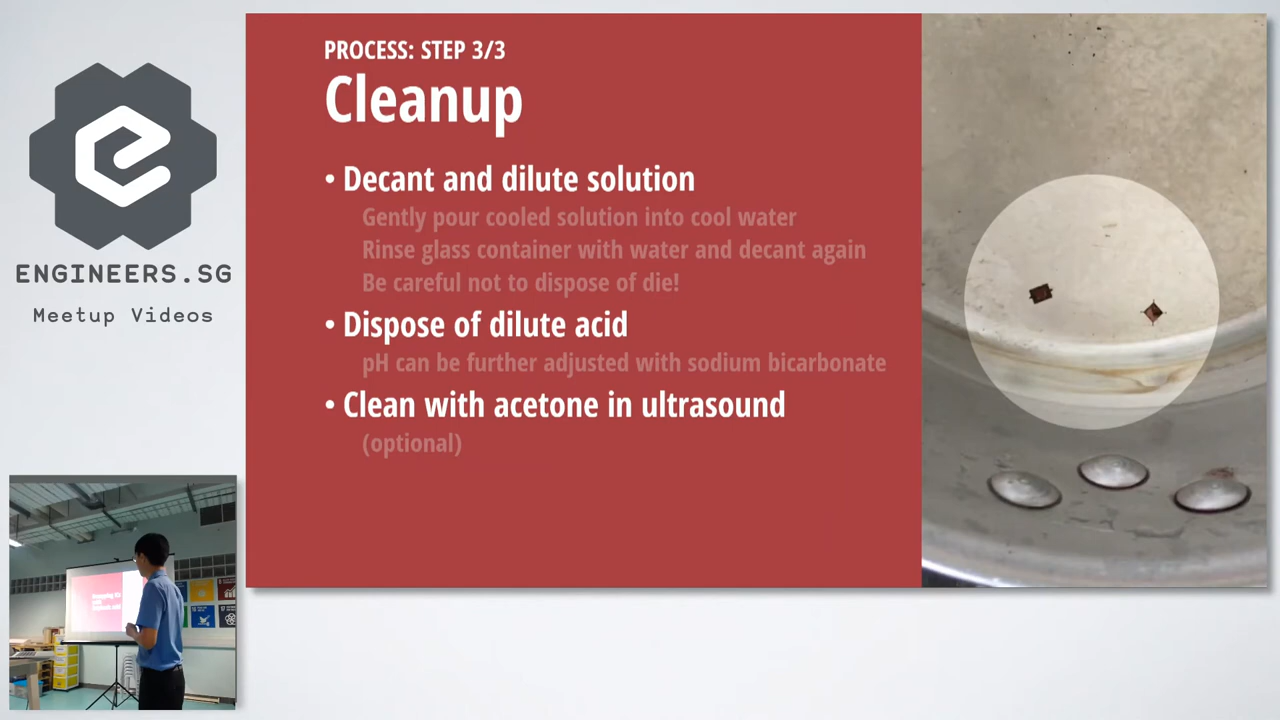 PROCESS: STEP 3/3
Cleanup
• Decant and dilute solution
Gently pour cooled solution into cool water
Rinse glass container with water and decant again
Be careful not to dispose of die!
• Dispose of dilute acid
pH can be further adjusted with sodium bicarbonate
• Clean with acetone in ultrasound
(optional)
ENGINEERS.SG
Meetup Videos